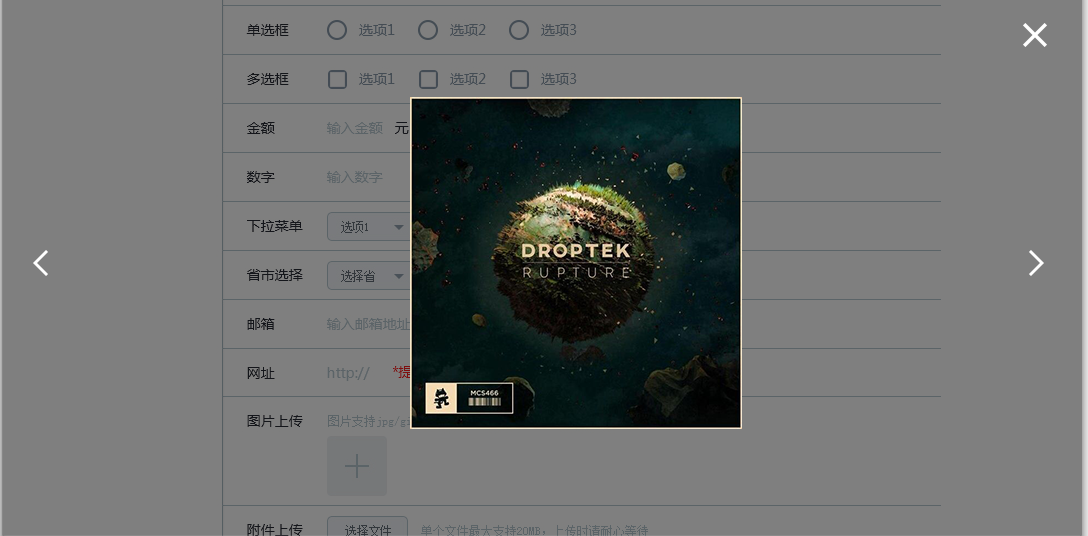 单选框 选项1 选项2 选项3
多选框 选项1 选项2 选项3
金额 输入金额 元
数字 输入数字
下拉菜单 选项1
省市选择 选择省
邮箱 输入邮箱地址
网址 http:// *提
图片上传 图片支持jpg/g
附件上传 选择文件 单个文件最大支持20MB，上传时请耐心等待
DROPTEK
RUPTURE
MCS466